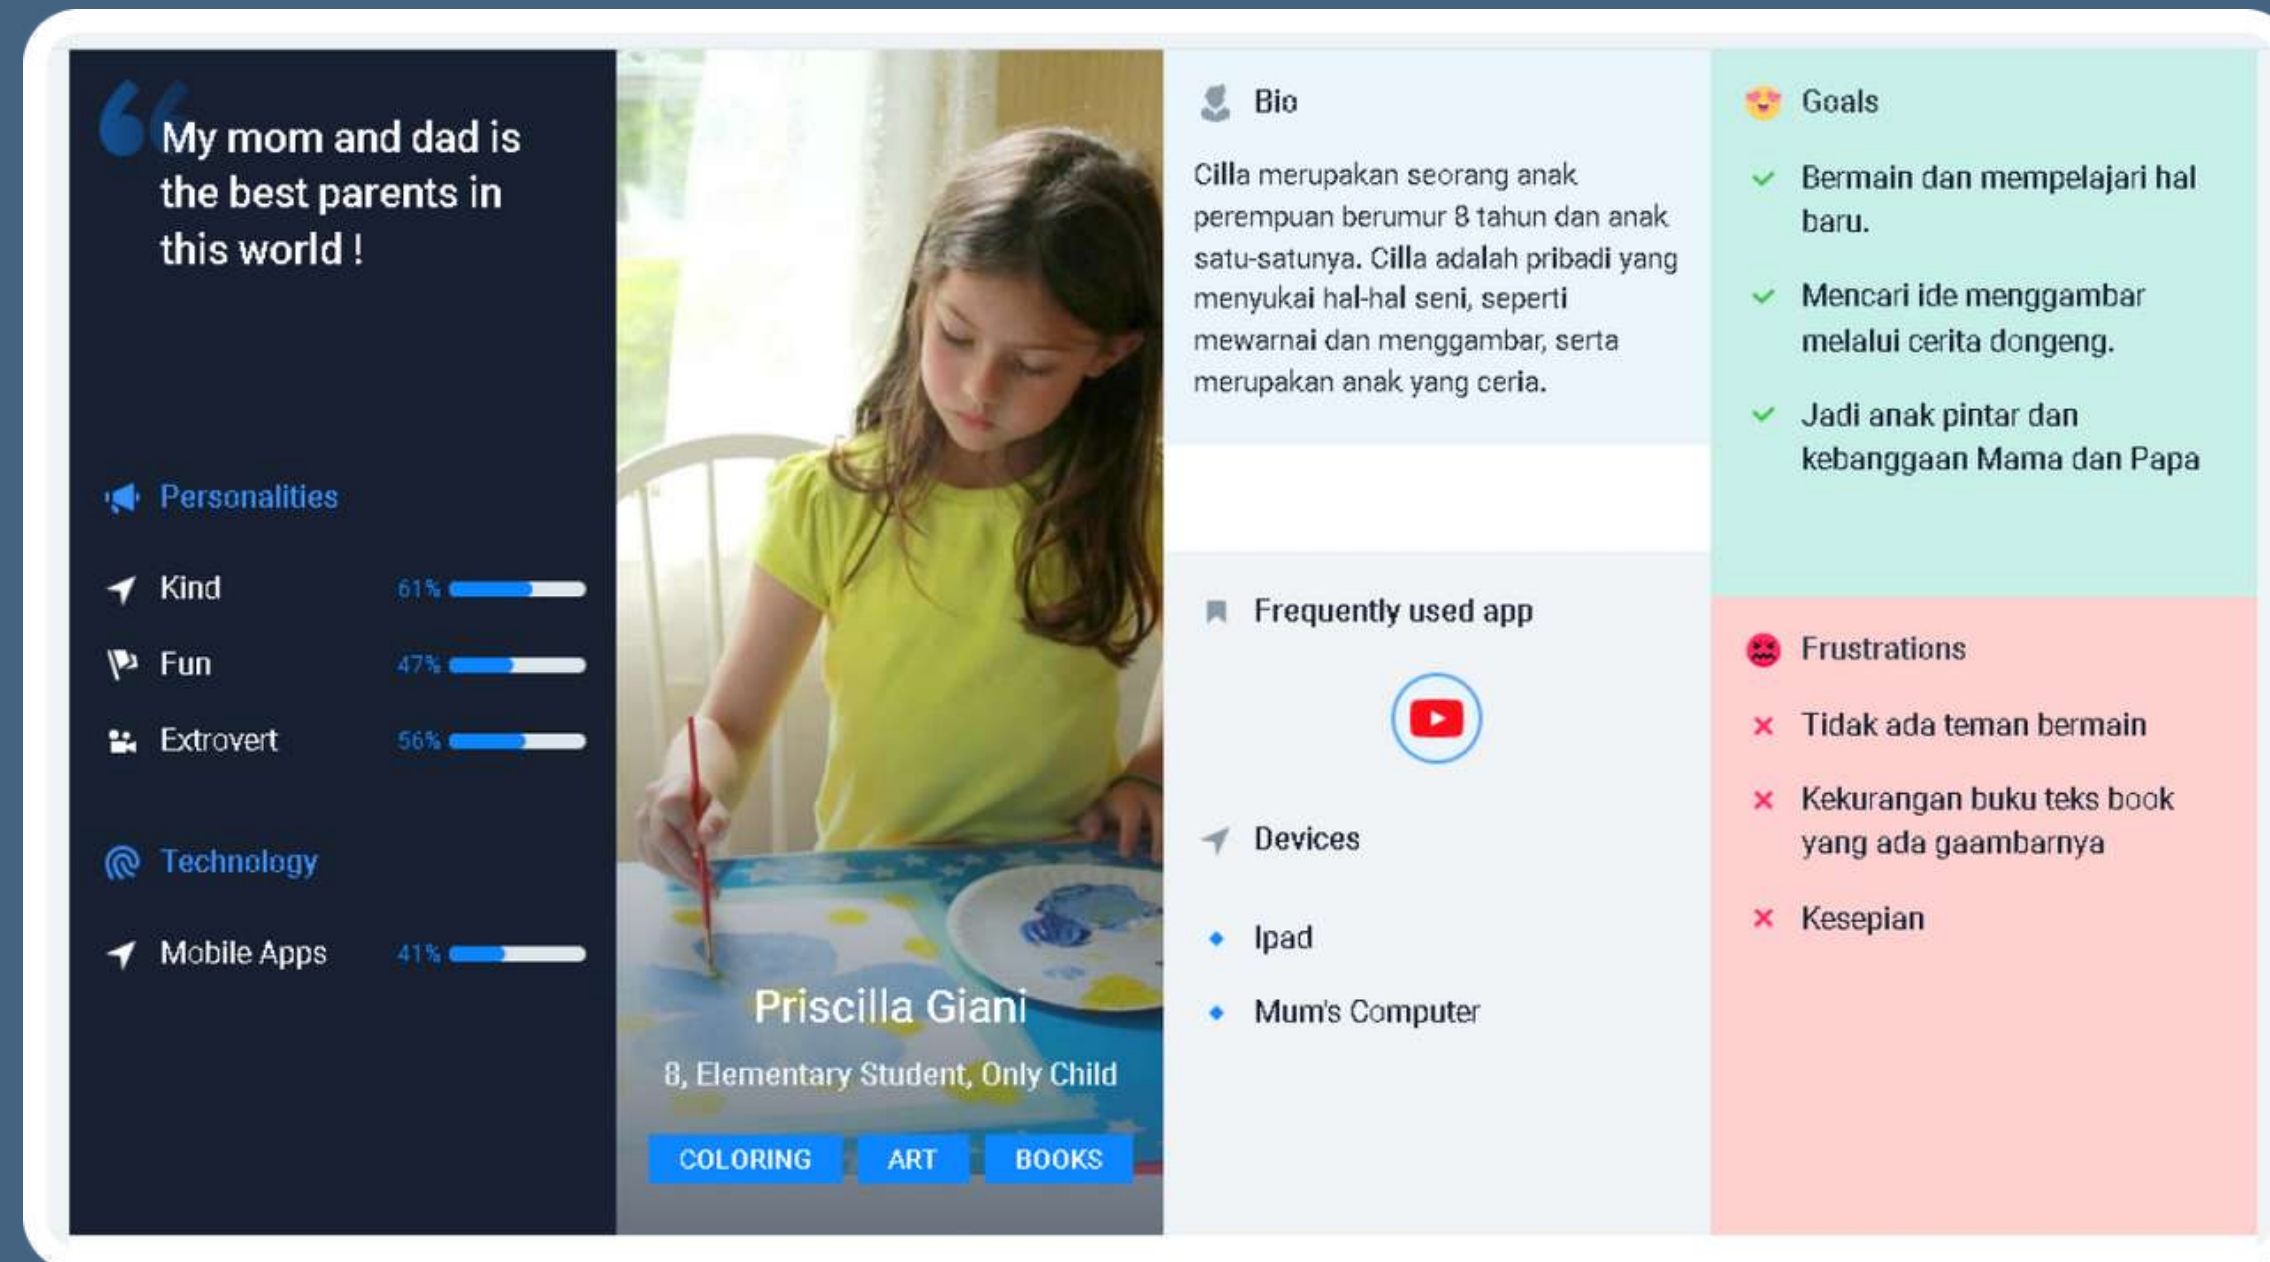 My mom and dad is
the best parents in
this world !
Personalities
Kind 61%
Fun 47%
Extrovert 56%
Technology
Mobile Apps 41%
Priscilla Giani
8, Elementary Student, Only Child
COLORING ART BOOKS
Bio
Cilla merupakan seorang anak
perempuan berumur 8 tahun dan anak
satu-satunya. Cilla adalah pribadi yang
menyukai hal-hal seni, seperti
mewarnai dan menggambar, serta
merupakan anak yang ceria.
Frequently used app
Devices
Ipad
Mum's Computer
Goals
Bermain dan mempelajari hal
baru.
Mencari ide menggambar
melalui cerita dongeng.
Jadi anak pintar dan
kebanggaan Mama dan Papa
Frustrations
Tidak ada teman bermain
Kekurangan buku teks book
yang ada gaambarnya
Kesepian